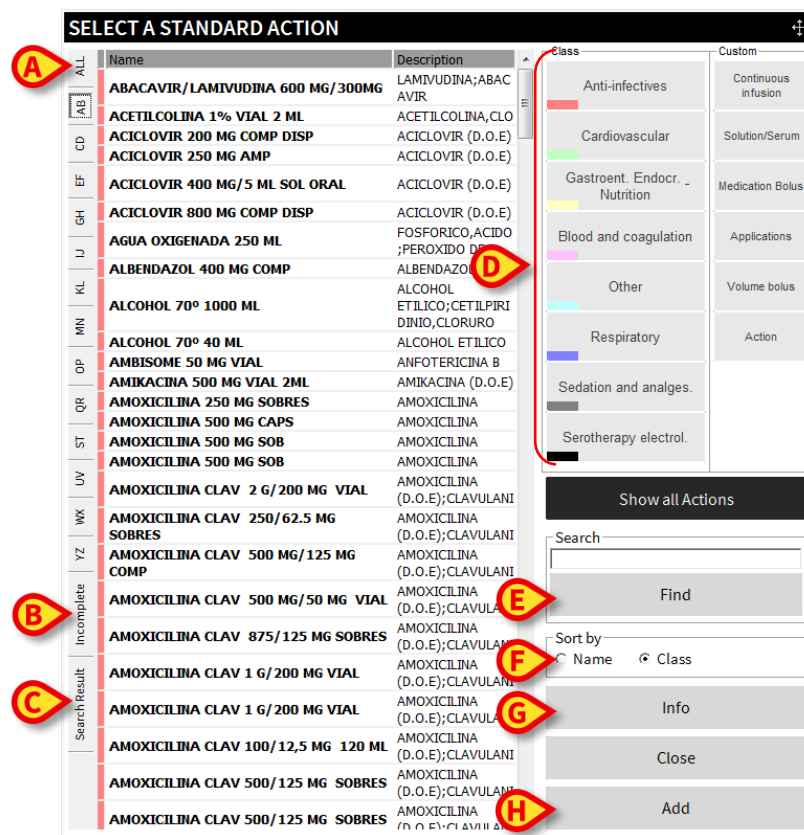 SELECT A STANDARD ACTION
A
ALL
AB
CD
EF
GH
IJ
KL
MN
OP
QR
ST
UV
WX
YZ
B
Incomplete
C
Search Result
Name Description
ABACAVIR/LAMIVUDINA 600 MG/300MG LAMIVUDINA;ABAC
AVIR
ACETILCOLINA 1% VIAL 2 ML ACETILCOLINA,CLO
ACICLOVIR 200 MG COMP DISP ACICLOVIR (D.O.E)
ACICLOVIR 250 MG AMP ACICLOVIR (D.O.E)
ACICLOVIR 400 MG/5 ML SOL ORAL ACICLOVIR (D.O.E)
ACICLOVIR 800 MG COMP DISP ACICLOVIR (D.O.E)
AGUA OXIGENADA 250 ML FOSFORICO,ACIDO
;PEROXIDO
ALBENDAZOL 400 MG COMP
ALCOHOL 70º 1000 ML ALCOHOL
ETILICO;CETILPIRI
DINIO,CLORURO
ALCOHOL 70º 40 ML ALCOHOL ETILICO
AMBISOME 50 MG VIAL ANFOTERICINA B
AMIKACINA 500 MG VIAL 2ML AMIKACINA (D.O.E)
AMOXICILINA 250 MG SOBRES AMOXICILINA
AMOXICILINA 500 MG CAPS AMOXICILINA
AMOXICILINA 500 MG SOB AMOXICILINA
AMOXICILINA 500 MG SOB AMOXICILINA
AMOXICILINA CLAV 2 G/200 MG VIAL AMOXICILINA
(D.O.E);CLAVULANI
AMOXICILINA CLAV 250/62.5 MG AMOXICILINA
SOBRES (D.O.E);CLAVULANI
AMOXICILINA CLAV 500 MG/125 MG AMOXICILINA
COMP (D.O.E);CLAVULANI
AMOXICILINA CLAV 500 MG/50 MG VIAL AMOXICILINA
AMOXICILINA CLAV 875/125 MG SOBRES AMOXICILINA
AMOXICILINA CLAV 1 G/200 MG VIAL AMOXICILINA
AMOXICILINA CLAV 1 G/200 MG VIAL AMOXICILINA
AMOXICILINA CLAV 100/12,5 MG 120 ML AMOXICILINA
(D.O.E);CLAVULANI
AMOXICILINA CLAV 500/125 MG SOBRES AMOXICILINA
(D.O.E);CLAVULANI
AMOXICILINA CLAV 500/125 MG SOBRES AMOXICILINA
D
Class
Anti-infectives
Cardiovascular
Gastroent. Endocr. _
Nutrition
Blood and coagulation
Other
Respiratory
Sedation and analges.
Serotherapy electrol.
Custom
Continuous
infusion
Solution/Serum
Medication Bolus
Applications
Volume bolus
Action
Show all Actions
Search
E
Find
Sort by
F
Name Class
G
Info
Close
H
Add